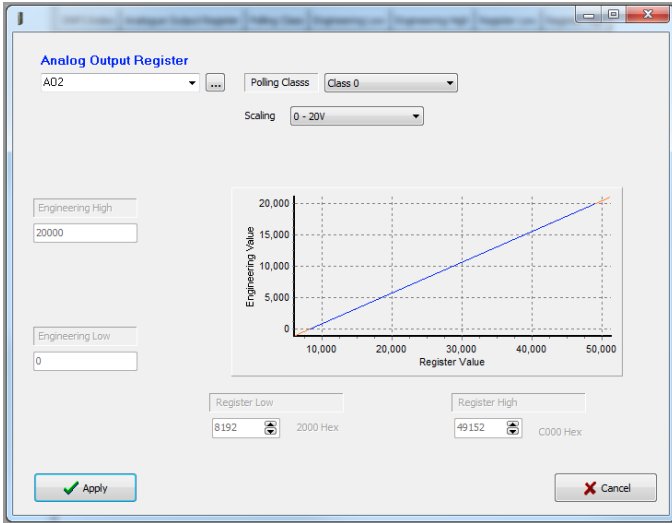 Analog Output Register
A02 ... Polling Classs Class 0
Scaling 0 - 20V
Engineering High
20000
Engineering Low
0
Engineering Value
20,000
15,000
10,000
5,000
0
10,000 20,000 30,000 40,000 50,000
Register Value
Register Low Register High
8192 2000 Hex 49152 C000 Hex
Apply Cancel